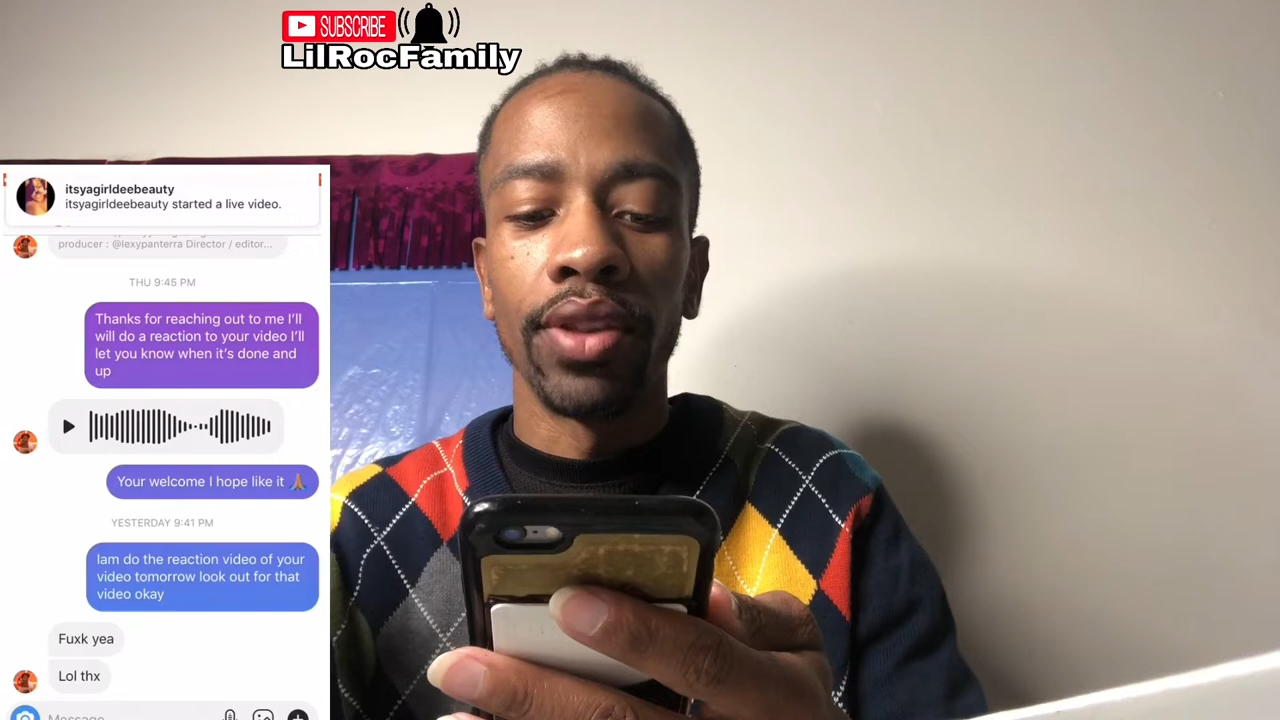 SUBSCRIBE
LilRocFamily
itsyagirldeebeauty
itsyagirldeebeauty started a live video.
producer : @lexypanterra Director / editor...
THU 9:45 PM
Thanks for reaching out to me I’ll
will do a reaction to your video I’ll
let you know when it’s done and
up
Your welcome I hope like it 🙏🏾
YESTERDAY 9:41 PM
Iam do the reaction video of your
video tomorrow look out for that
video okay
Fuxk yea
Lol thx
Message...